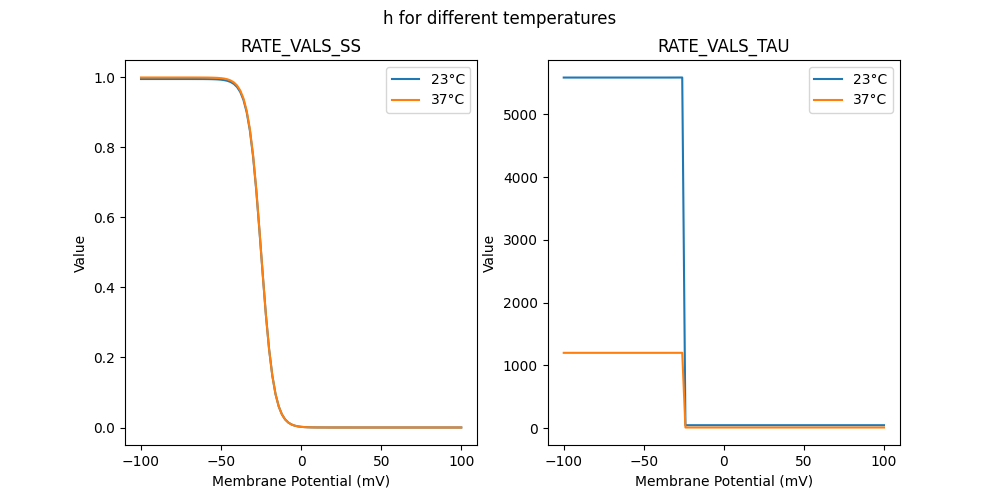 h for different temperatures
RATE_VALS_SS
1.0
0.8
0.6
0.4
0.2
0.0
Value
−100
−50
0
50
100
Membrane Potential (mV)
23°C
37°C
RATE_VALS_TAU
5000
4000
3000
2000
1000
0
Value
−100
−50
0
50
100
Membrane Potential (mV)
23°C
37°C